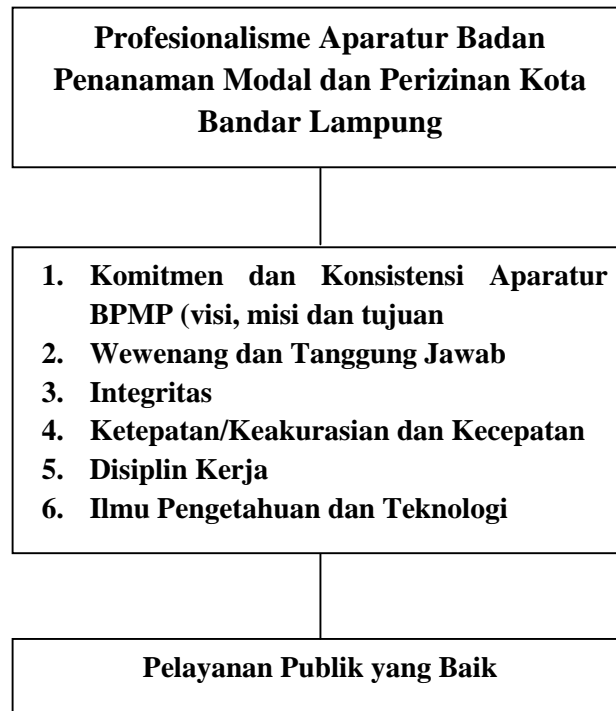 Profesionalisme Aparatur Badan
Penanaman Modal dan Perizinan Kota
Bandar Lampung
1. Komitmen dan Konsistensi Aparatur
BPMP (visi, misi dan tujuan
2. Wewenang dan Tanggung Jawab
3. Integritas
4. Ketepatan/Keakurasian dan Kecepatan
5. Disiplin Kerja
6. Ilmu Pengetahuan dan Teknologi
Pelayanan Publik yang Baik